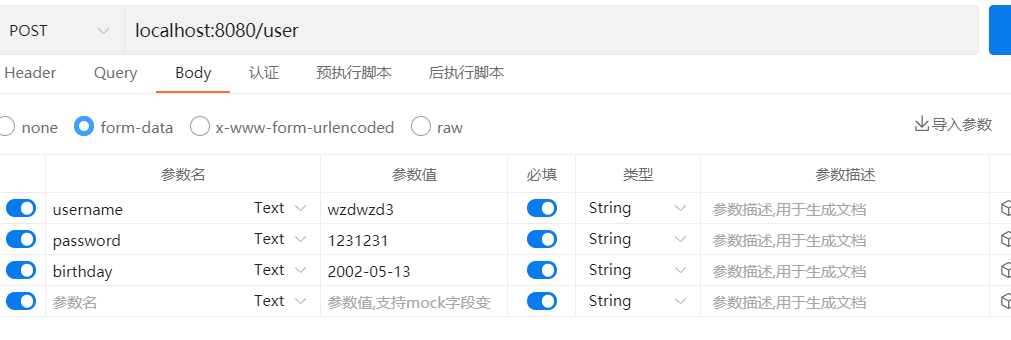 POST localhost:8080/user
Header Query Body 认证 预执行脚本 后执行脚本
none form-data x-www-form-urlencoded raw 导入参数
参数名 参数值 必填 类型 参数描述
username Text wzdwzd3 String 参数描述,用于生成文档
password Text 1231231 String 参数描述,用于生成文档
birthday Text 2002-05-13 String 参数描述,用于生成文档
参数名 Text 参数值,支持mock字段变 String 参数描述,用于生成文档